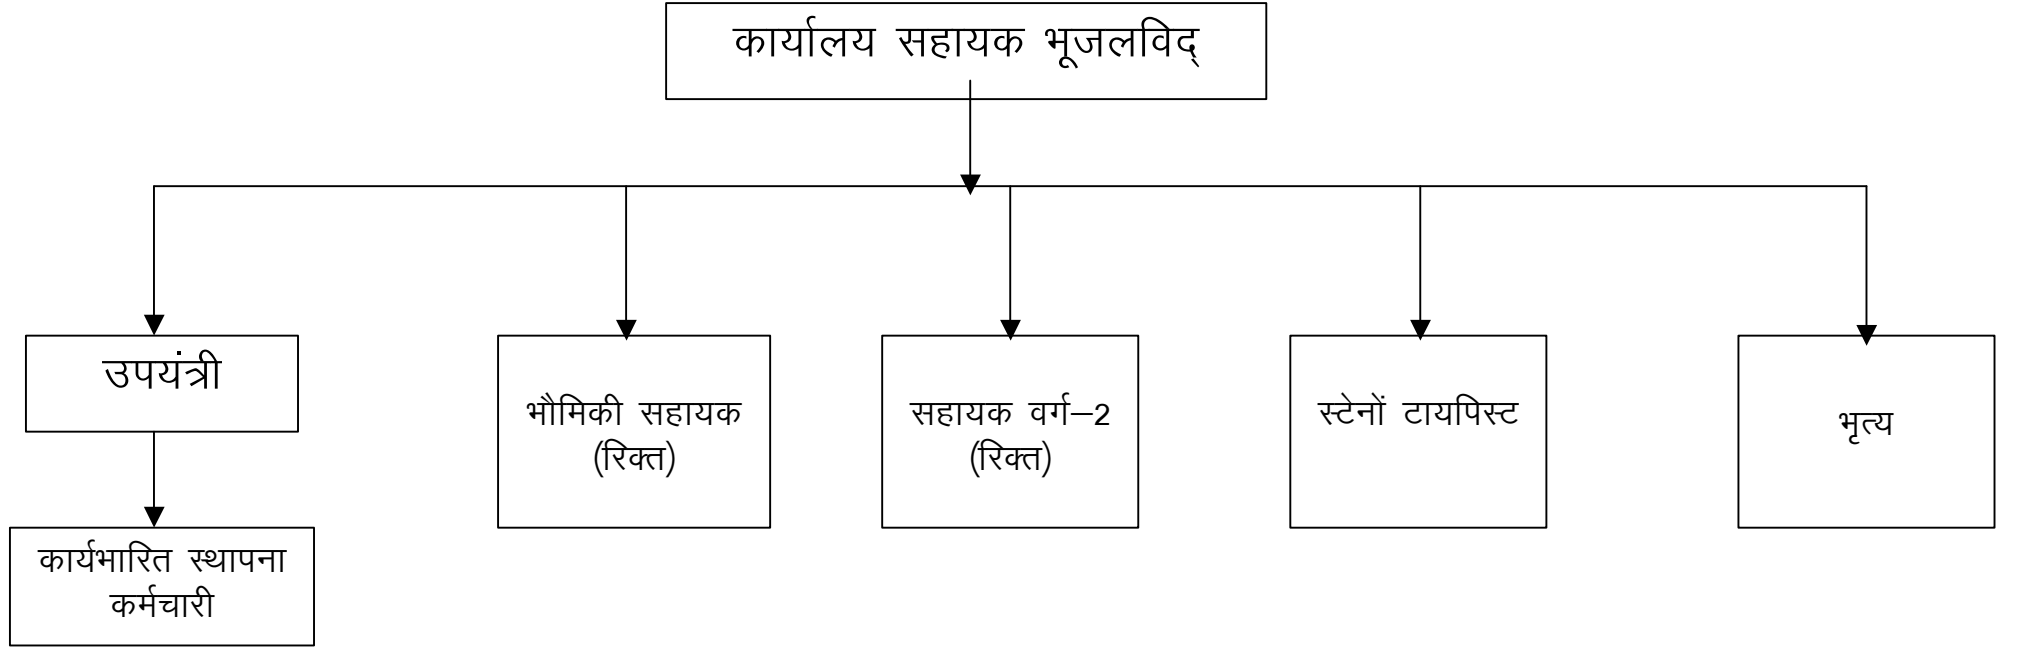 कार्यालय सहायक भूजलविद्
उपयंत्री
भौमिकी सहायक
(रिक्त)
सहायक वर्ग–2
(रिक्त)
स्टेनों टायपिस्ट
भृत्य
कार्यभारित स्थापना
कर्मचारी